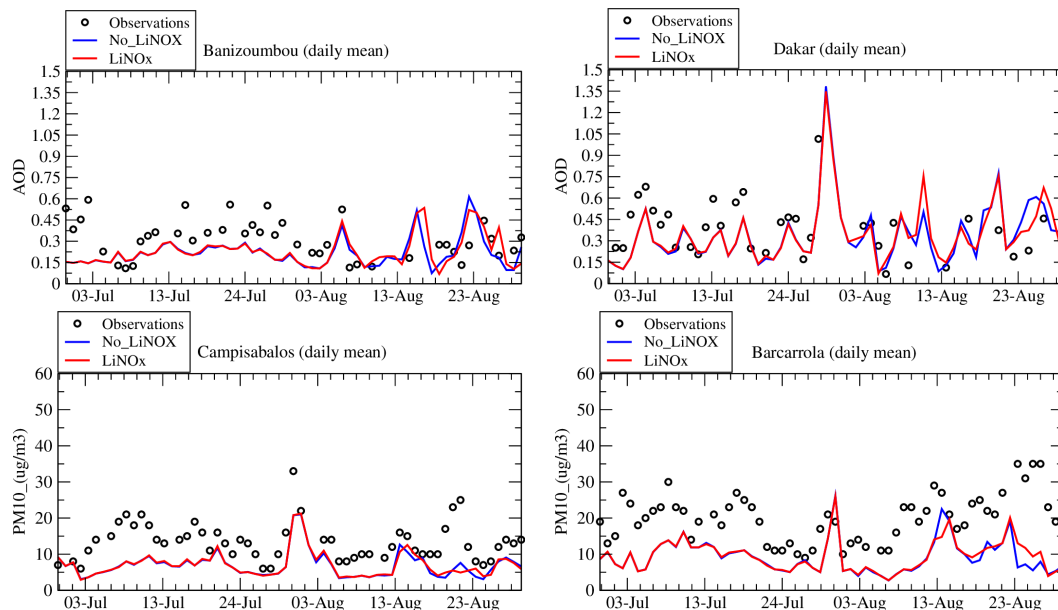 Observations
No_LiNOX
LiNOx
Banizoumbou (daily mean)
AOD
1.5
1.35
1.2
1.05
0.9
0.75
0.6
0.45
0.3
0.15
0
03-Jul 13-Jul 24-Jul 03-Aug 13-Aug 23-Aug
Observations
No_LiNOX
LiNOx
Dakar (daily mean)
AOD
1.5
1.35
1.2
1.05
0.9
0.75
0.6
0.45
0.3
0.15
0
03-Jul 13-Jul 24-Jul 03-Aug 13-Aug 23-Aug
Observations
No_LiNOX
LiNOx
Campisabalos (daily mean)
PM10_(ug/m3)
60
50
40
30
20
10
0
03-Jul 13-Jul 24-Jul 03-Aug 13-Aug 23-Aug
Observations
No_LiNOX
LiNOx
Barcarrola (daily mean)
PM10_(ug/m3)
60
50
40
30
20
10
0
03-Jul 13-Jul 24-Jul 03-Aug 13-Aug 23-Aug